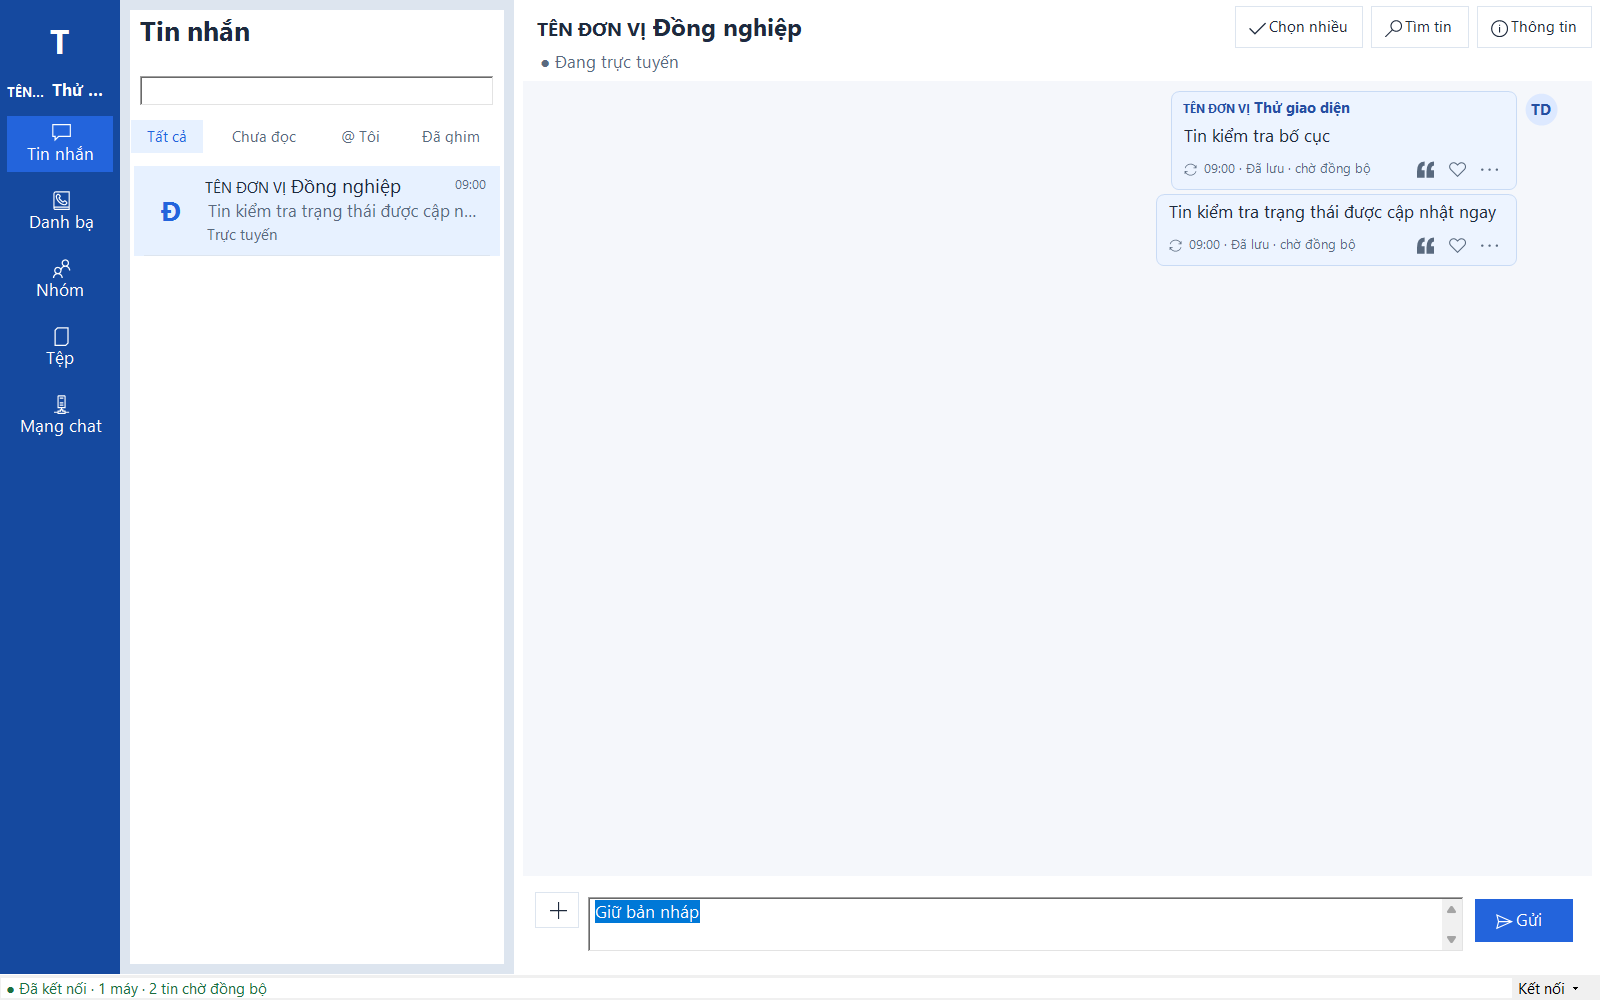 T
TÊN... Thử ...
Tin nhắn
Danh bạ
Nhóm
Tệp
Mạng chat
Tin nhắn
Tất cả
Chưa đọc
@ Tôi
Đã ghim
Đ
TÊN ĐƠN VỊ Đồng nghiệp
09:00
Tin kiểm tra trạng thái được cập n...
Trực tuyến
TÊN ĐƠN VỊ Đồng nghiệp
● Đang trực tuyến
Chọn nhiều
Tìm tin
Thông tin
TÊN ĐƠN VỊ Thử giao diện
Tin kiểm tra bố cục
09:00 · Đã lưu · chờ đồng bộ
TD
Tin kiểm tra trạng thái được cập nhật ngay
09:00 · Đã lưu · chờ đồng bộ
Giữ bản nháp
Gửi
● Đã kết nối · 1 máy · 2 tin chờ đồng bộ
Kết nối